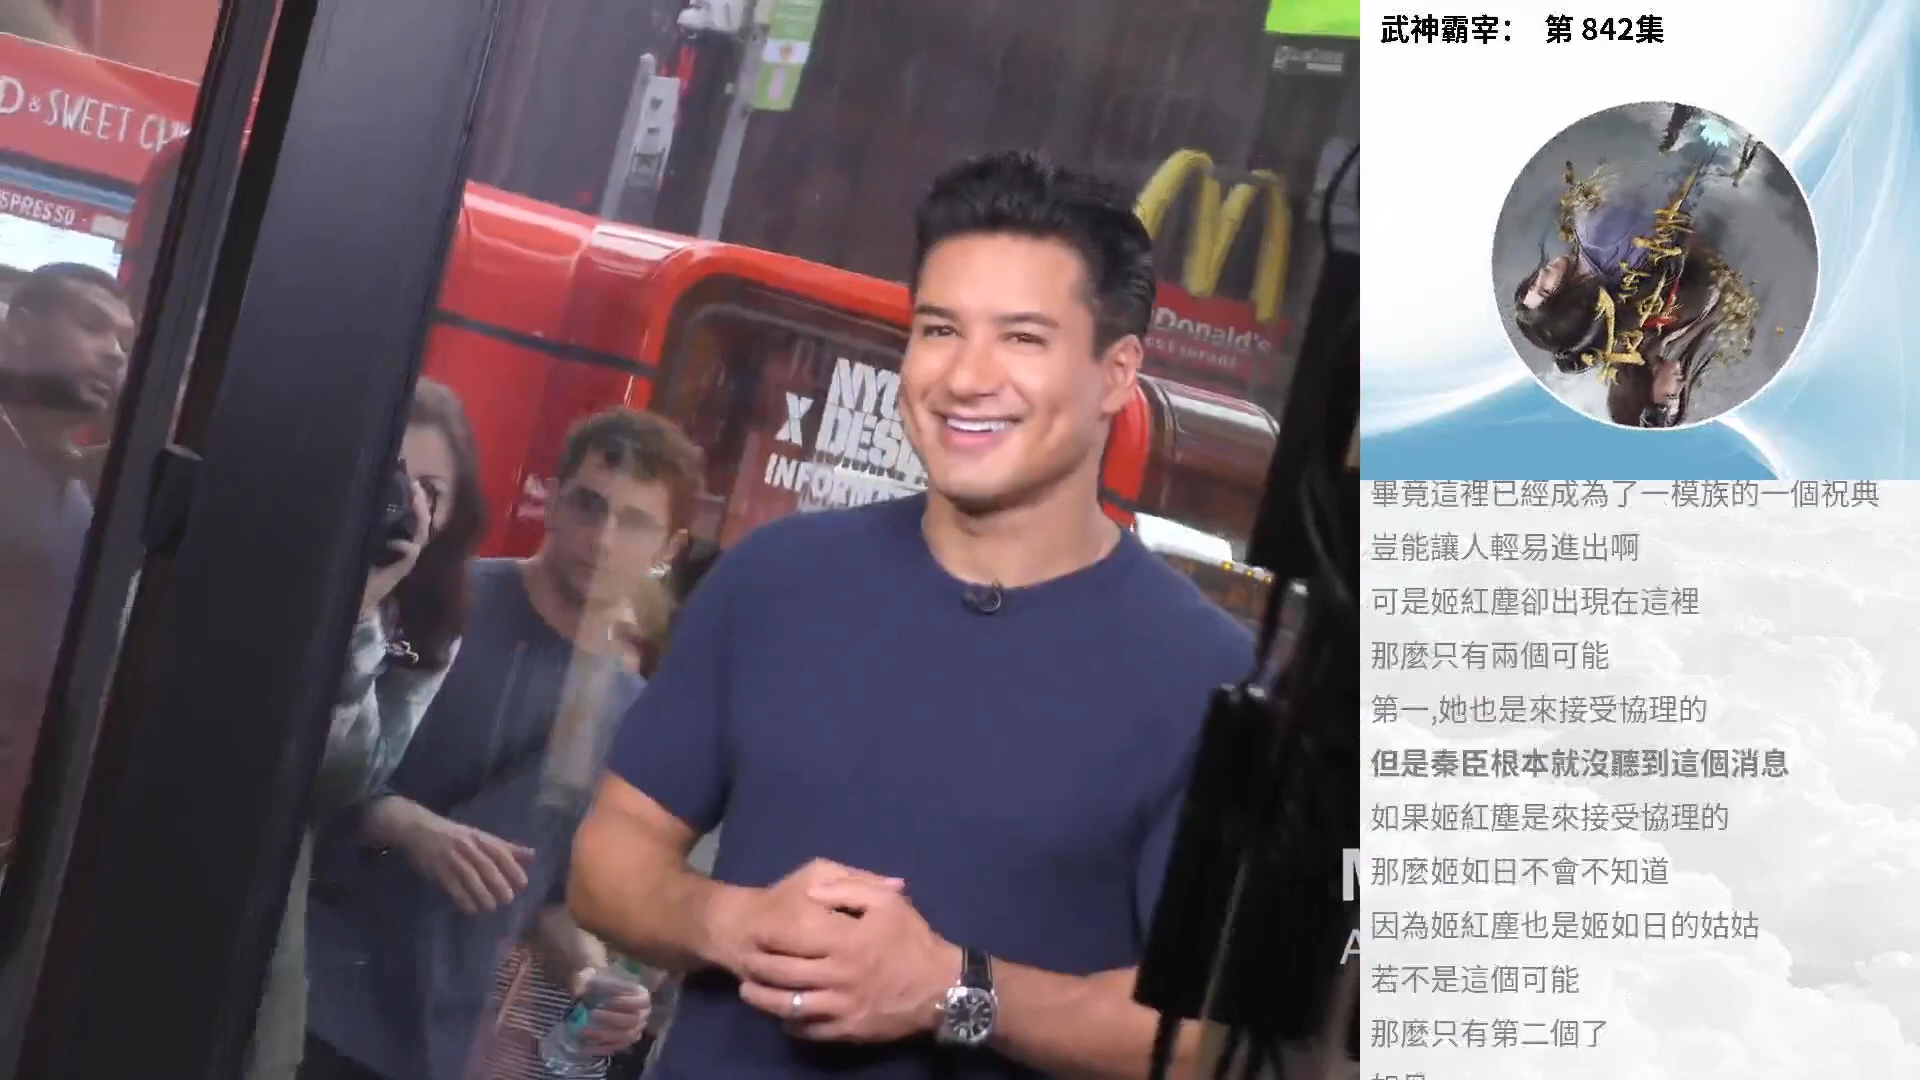 武神霸宰： 第 842集
D & SWEET CH
SPRESSO
NYC
X DESI
INFORM
Donald's
畢竟這裡已經成為了一模族的一個祝典
豈能讓人輕易進出啊
可是姬紅塵卻出現在這裡
那麼只有兩個可能
第一,她也是來接受協理的
但是秦臣根本就沒聽到這個消息
如果姬紅塵是來接受協理的
那麼姬如日不會不知道
因為姬紅塵也是姬如日的姑姑
若不是這個可能
那麼只有第二個了